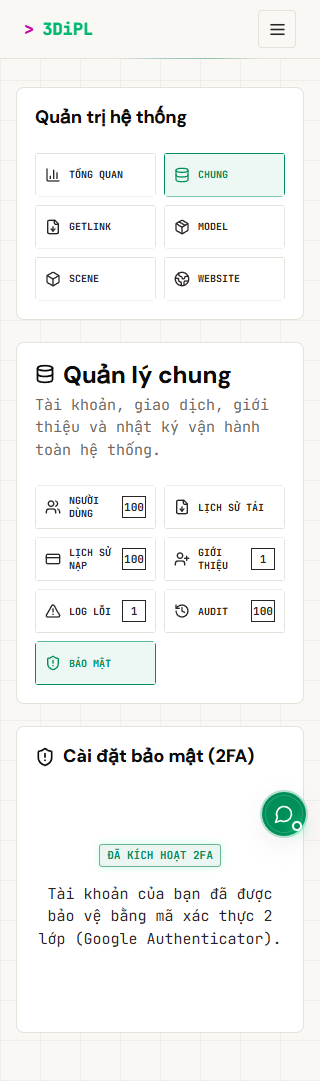 > 3DiPL
Quản trị hệ thống
TỔNG QUAN
CHUNG
GETLINK
MODEL
SCENE
WEBSITE
Quản lý chung
Tài khoản, giao dịch, giới
thiệu và nhật ký vận hành
toàn hệ thống.
NGƯỜI
DÙNG
100
LỊCH SỬ TẢI
LỊCH SỬ
NẠP
100
GIỚI
THIỆU
1
LOG LỖI
1
AUDIT
100
BẢO MẬT
Cài đặt bảo mật (2FA)
ĐÃ KÍCH HOẠT 2FA
Tài khoản của bạn đã được
bảo vệ bằng mã xác thực 2
lớp (Google Authenticator).